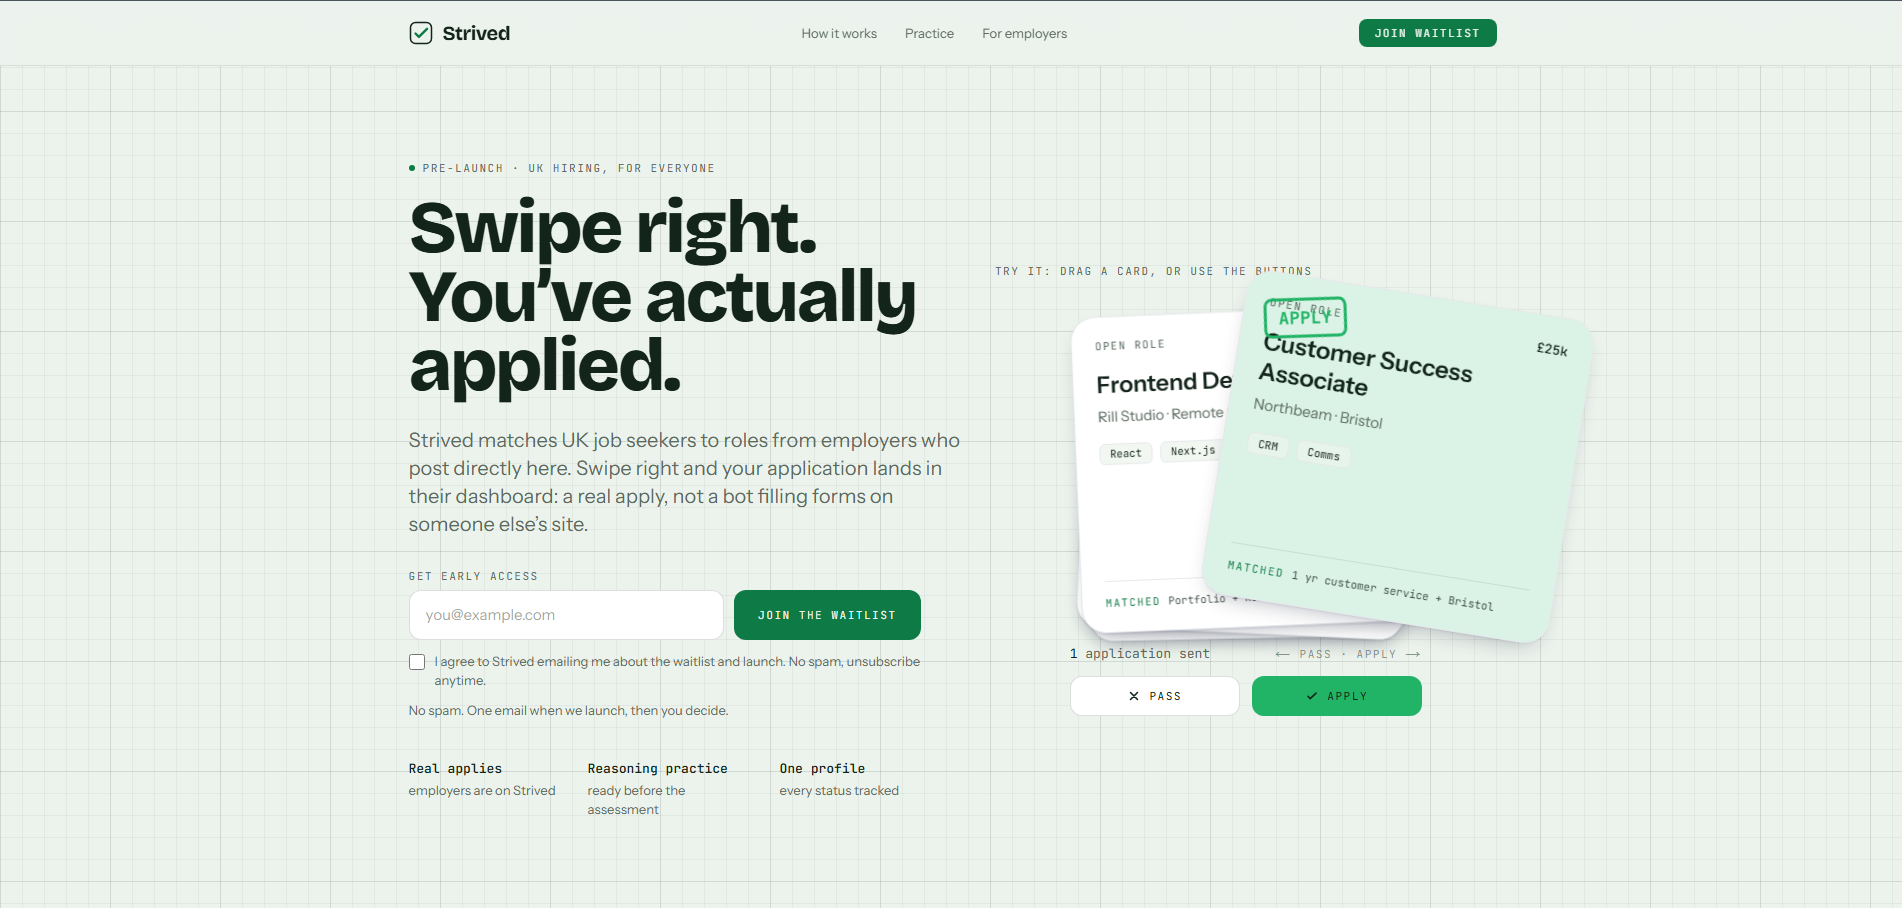 Strived
How it works
Practice
For employers
JOIN WAITLIST
PRE-LAUNCH · UK HIRING, FOR EVERYONE
Swipe right.
You’ve actually
applied.
Strived matches UK job seekers to roles from employers who
post directly here. Swipe right and your application lands in
their dashboard: a real apply, not a bot filling forms on
someone else’s site.
GET EARLY ACCESS
you@example.com
JOIN THE WAITLIST
I agree to Strived emailing me about the waitlist and launch. No spam, unsubscribe
anytime.
No spam. One email when we launch, then you decide.
Real applies
employers are on Strived
Reasoning practice
ready before the
assessment
One profile
every status tracked
TRY IT: DRAG A CARD, OR USE THE BUTTONS
OPEN ROLE
Frontend
Rill Studio · Remote
React
Next.js
MATCHED Portfolio +
OPEN ROLE
APPLY
£25k
Customer Success
Associate
Northbeam · Bristol
CRM
Comms
MATCHED 1 yr customer service + Bristol
1 application sent
← PASS · APPLY →
PASS
APPLY